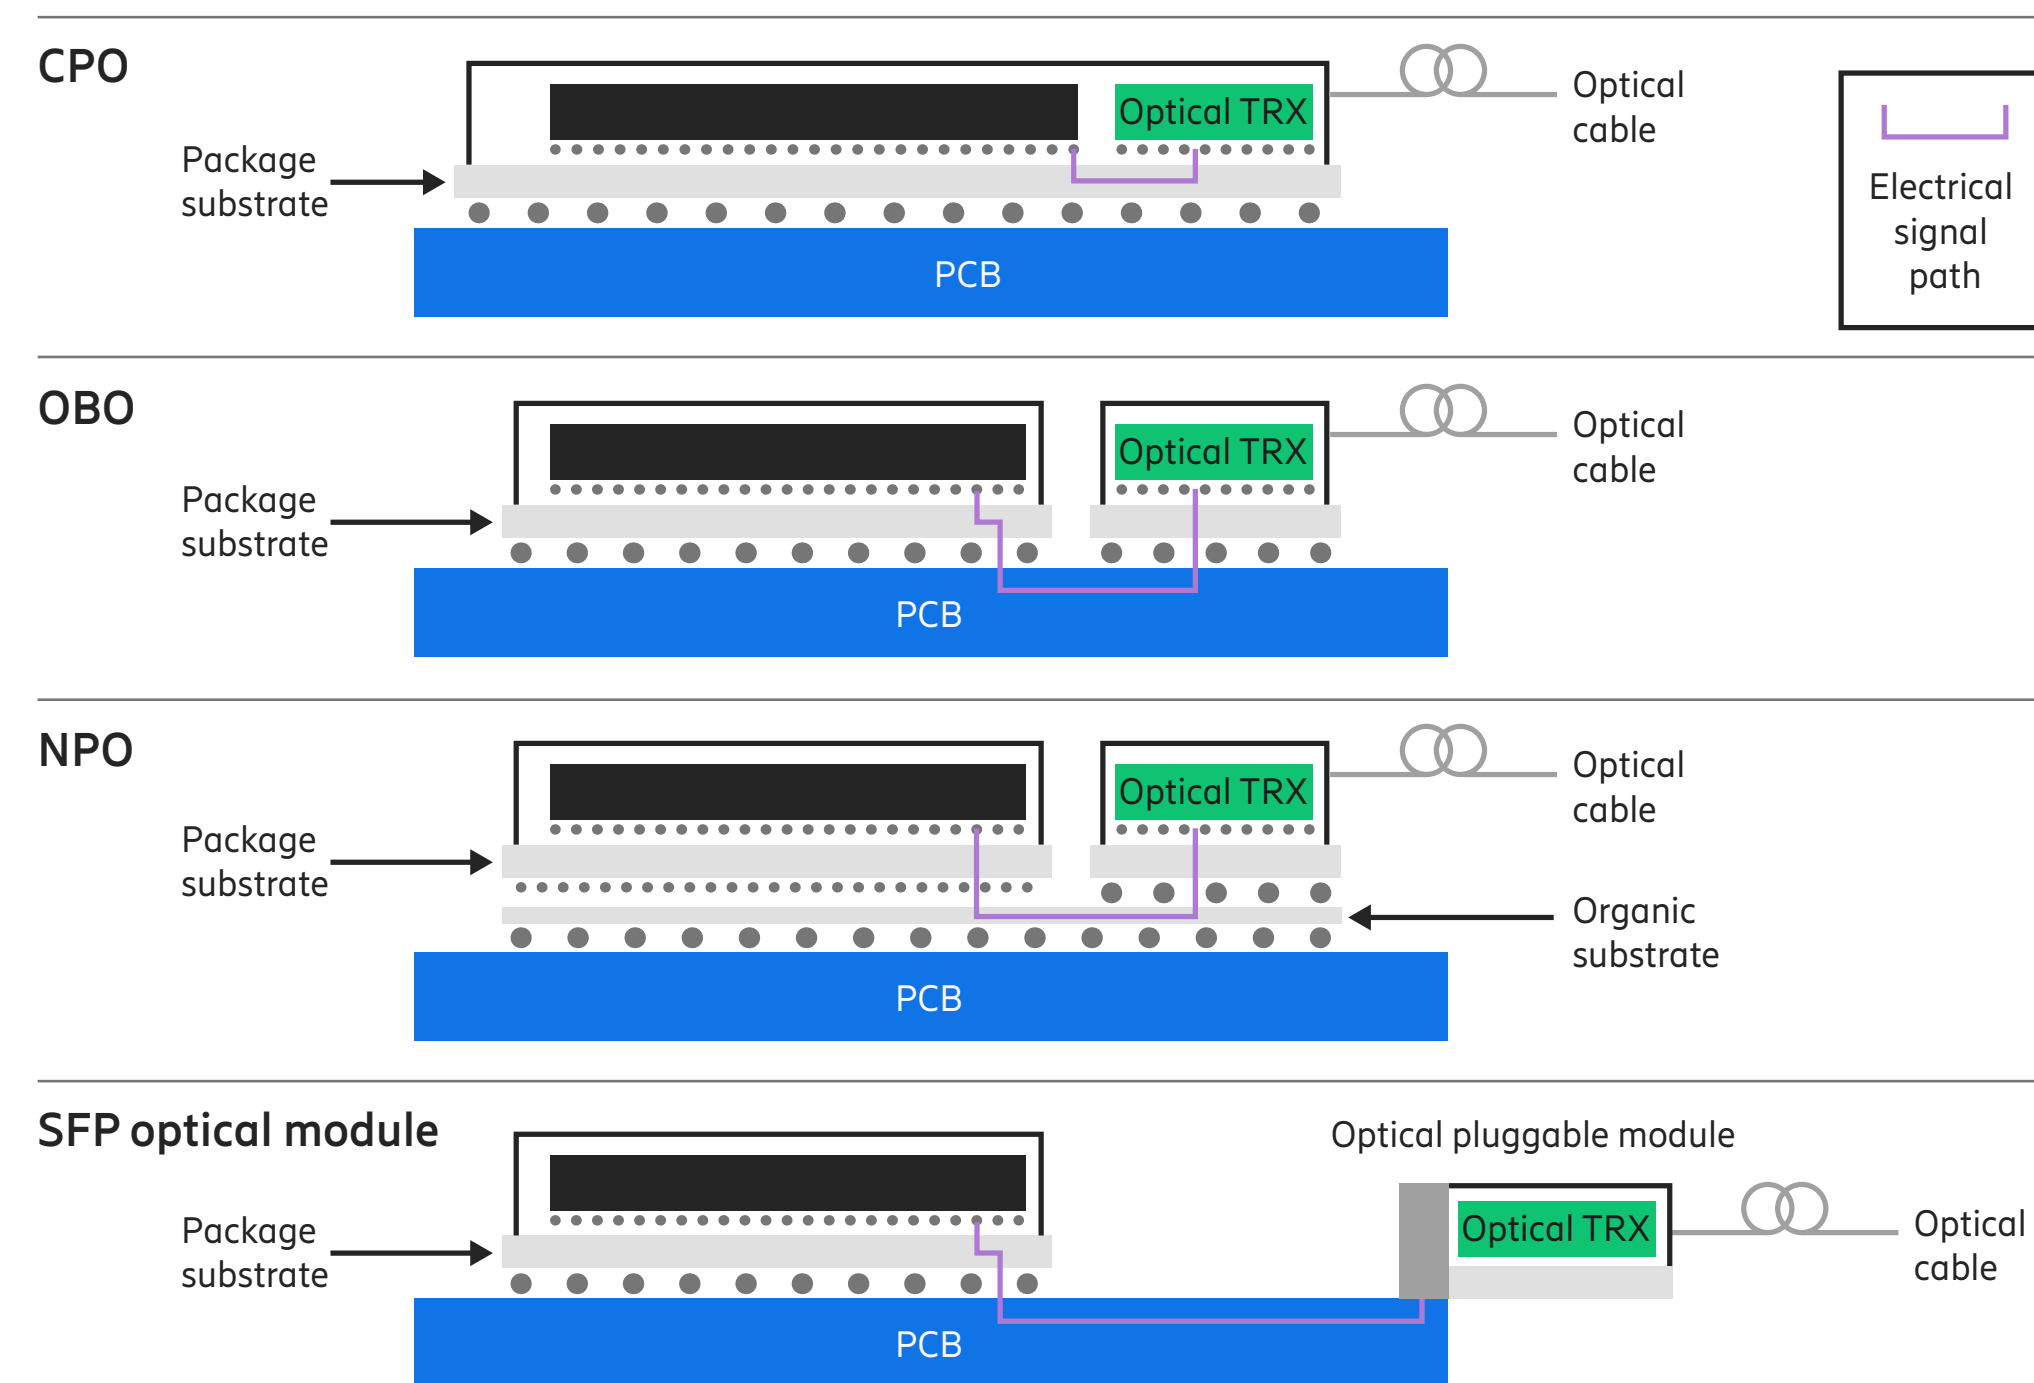 CPO
Optical TRX
Optical
cable
Package
substrate
PCB
Electrical
signal
path
OBO
Optical TRX
Optical
cable
Package
substrate
PCB
NPO
Optical TRX
Optical
cable
Package
substrate
Organic
substrate
PCB
SFP optical module
Optical pluggable module
Package
substrate
Optical TRX
Optical
cable
PCB